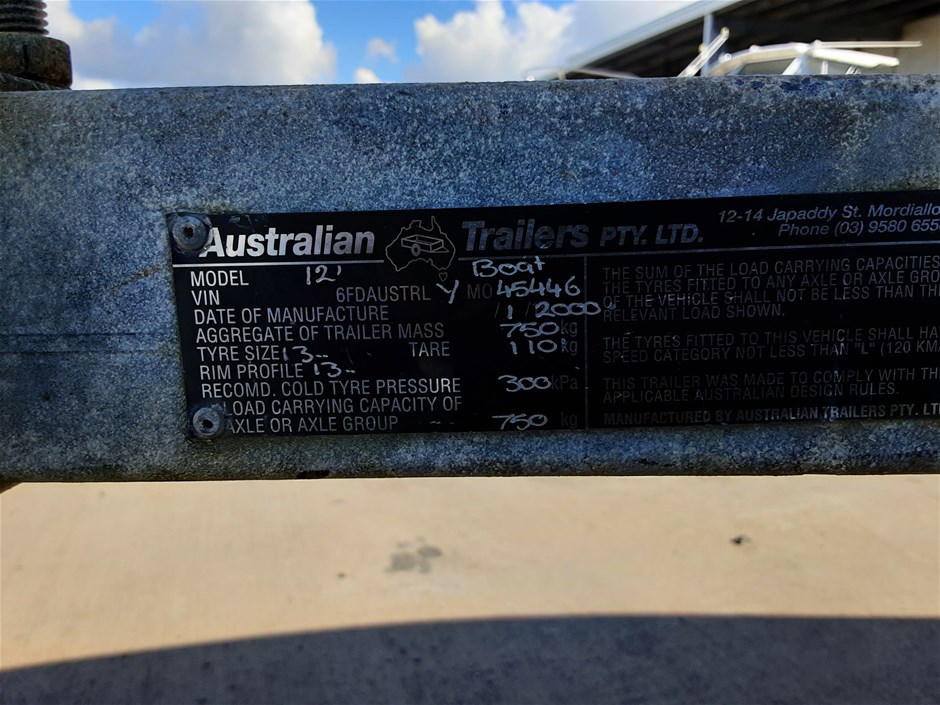 Australian Trailers PTY. LTD.
12-14 Japaddy St. Mordiallo
Phone (03) 9580 655
MODEL 12' Boat
VIN 6FDAUSTRL Y MO 45446
DATE OF MANUFACTURE /1/2000
AGGREGATE OF TRAILER MASS 750 kg
TYRE SIZE 13-- TARE 110 kg
RIM PROFILE 13-
RECOMD. COLD TYRE PRESSURE 300 kPa
LOAD CARRYING CAPACITY OF
AXLE OR AXLE GROUP -- 750 kg
THE SUM OF THE LOAD CARRYING CAPACITIES
THE TYRES FITTED TO ANY AXLE OR AXLE GRO
OF THE VEHICLE SHALL NOT BE LESS THAN THE
RELEVANT LOAD SHOWN.
THE TYRES FITTED TO THIS VEHICLE SHALL HA
SPEED CATEGORY NOT LESS THAN "L" (120 KM
THIS TRAILER WAS MADE TO COMPLY WITH TH
APPLICABLE AUSTRALIAN DESIGN RULES.
MANUFACTURED BY AUSTRALIAN TRAILERS PTY. LT